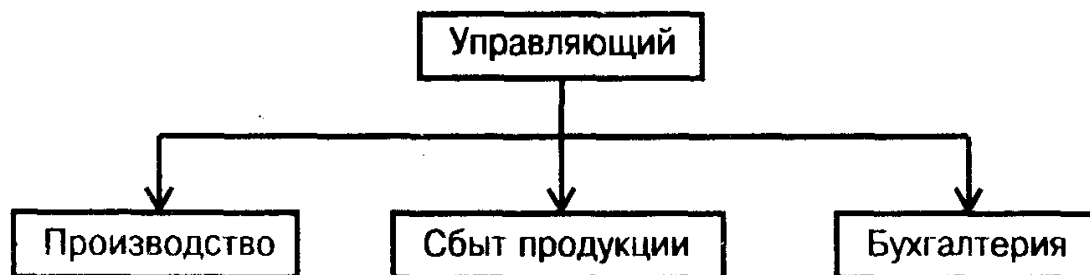 Управляющий
Производство
Сбыт продукции
Бухгалтерия